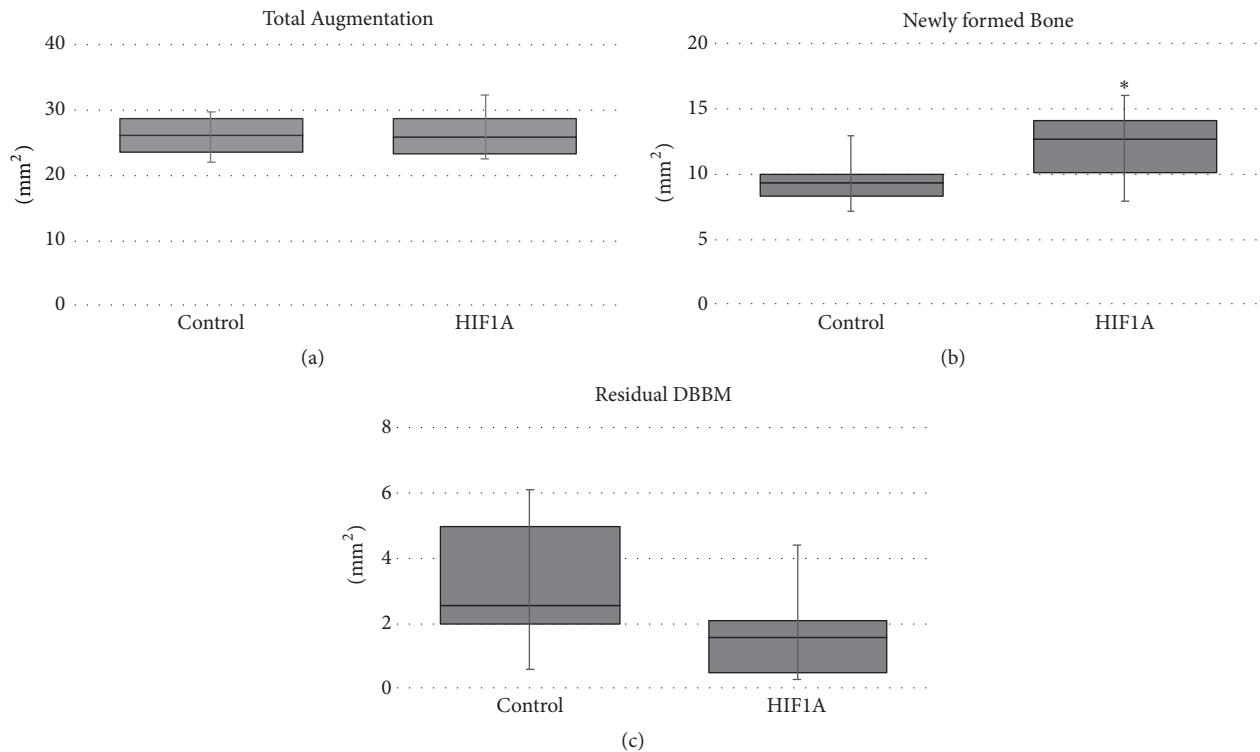 Total Augmentation
40
30
20
10
0
(mm²)
Control HIF1A
(a)
Newly formed Bone
20
15
10
5
0
(mm²)
*
Control HIF1A
(b)
Residual DBBM
8
6
4
2
0
(mm²)
Control HIF1A
(c)